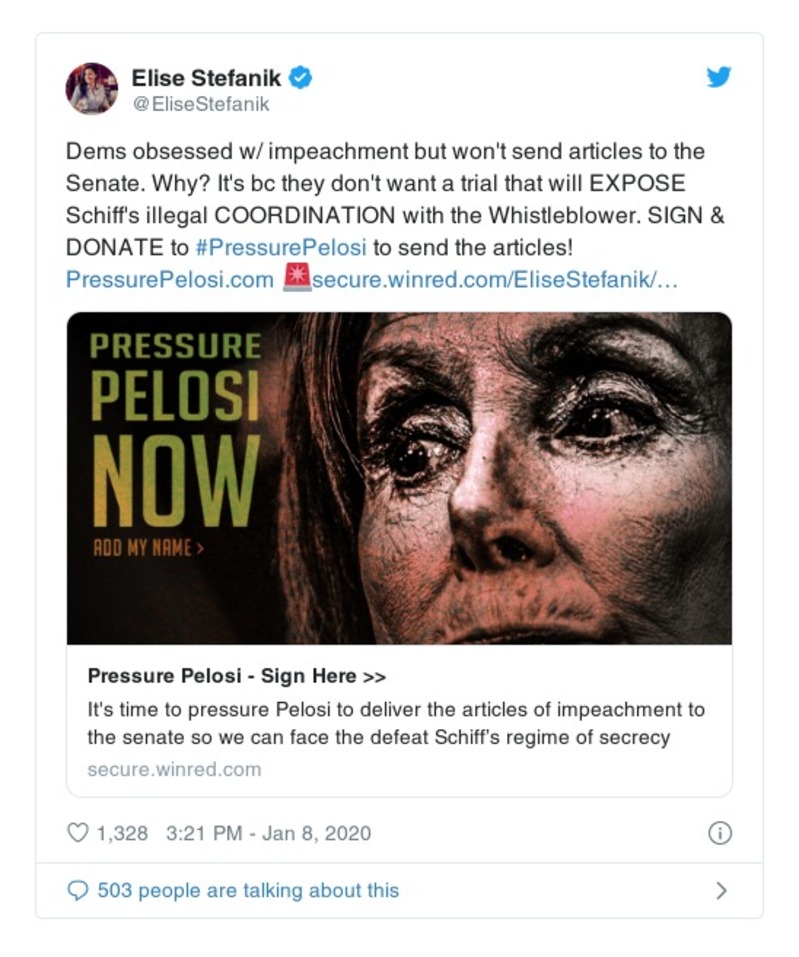 Elise Stefanik
@EliseStefanik
Dems obsessed w/ impeachment but won't send articles to the
Senate. Why? It's bc they don't want a trial that will EXPOSE
Schiff's illegal COORDINATION with the Whistleblower. SIGN &
DONATE to #PressurePelosi to send the articles!
PressurePelosi.com 🚨secure.winred.com/EliseStefanik/…
PRESSURE
PELOSI
NOW
ADD MY NAME >
Pressure Pelosi - Sign Here >>
It's time to pressure Pelosi to deliver the articles of impeachment to
the senate so we can face the defeat Schiff's regime of secrecy
secure.winred.com
1,328 3:21 PM - Jan 8, 2020
503 people are talking about this